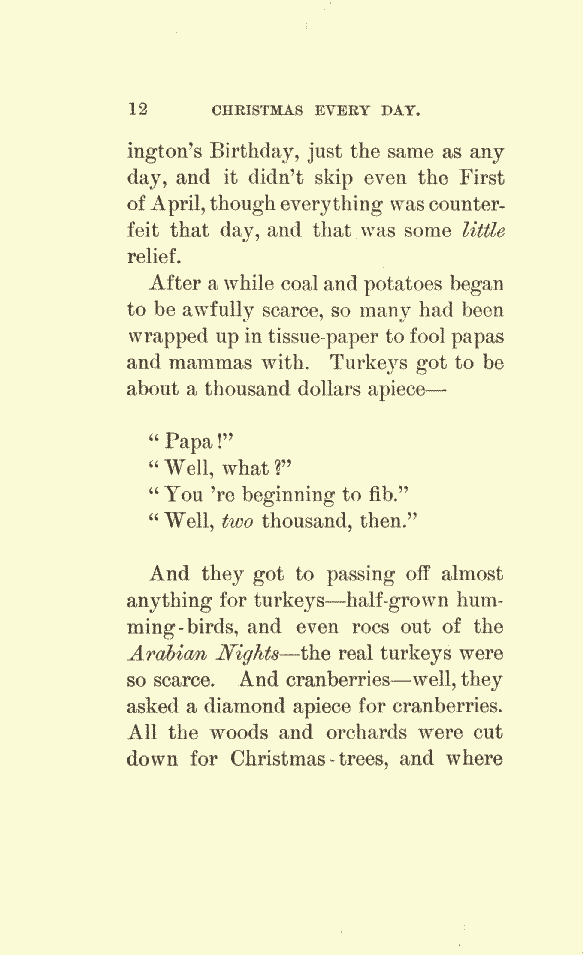 12 CHRISTMAS EVERY DAY.
ington's Birthday, just the same as any
day, and it didn't skip even the First
of April, though everything was counter-
feit that day, and that was some little
relief.
After a while coal and potatoes began
to be awfully scarce, so many had been
wrapped up in tissue-paper to fool papas
and mammas with. Turkeys got to be
about a thousand dollars apiece—
“Papa!”
“Well, what?”
“You 're beginning to fib.”
“Well, two thousand, then.”
And they got to passing off almost
anything for turkeys—half-grown hum-
ming-birds, and even rocs out of the
Arabian Nights—the real turkeys were
so scarce. And cranberries—well, they
asked a diamond apiece for cranberries.
All the woods and orchards were cut
down for Christmas-trees, and where